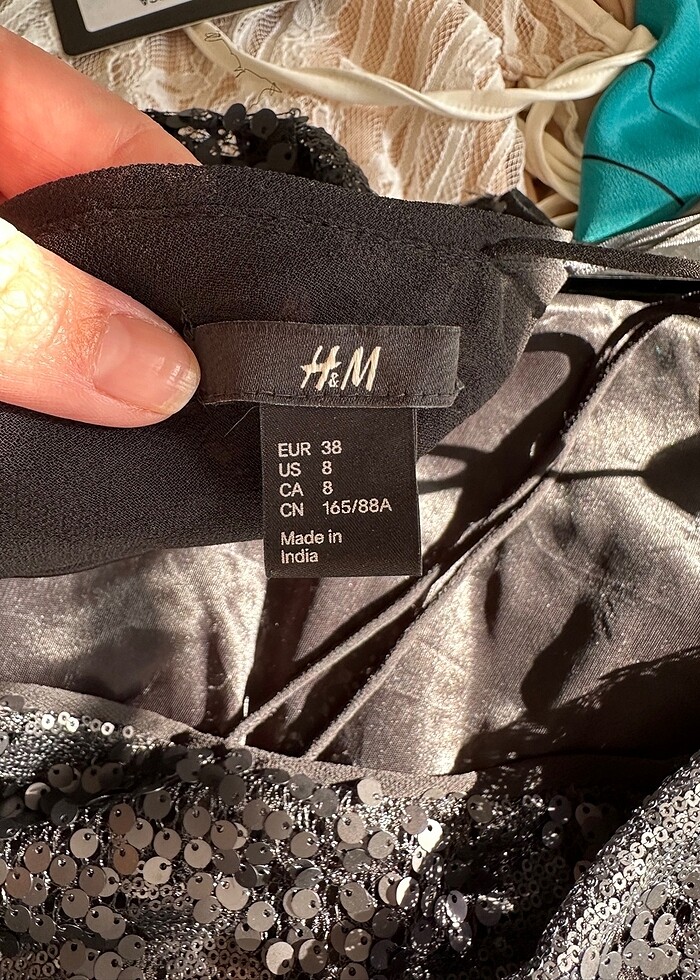 H&M
EUR 38
US 8
CA 8
CN 165/88A
Made in
India